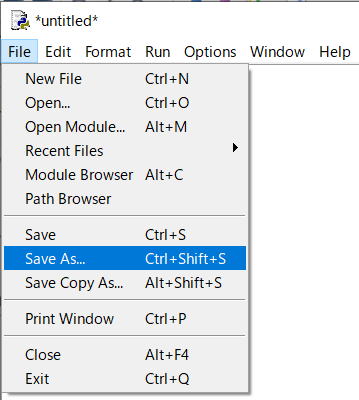 *untitled*
File Edit Format Run Options Window Help
New File Ctrl+N
Open... Ctrl+O
Open Module... Alt+M
Recent Files
Module Browser Alt+C
Path Browser
Save Ctrl+S
Save As... Ctrl+Shift+S
Save Copy As... Alt+Shift+S
Print Window Ctrl+P
Close Alt+F4
Exit Ctrl+Q